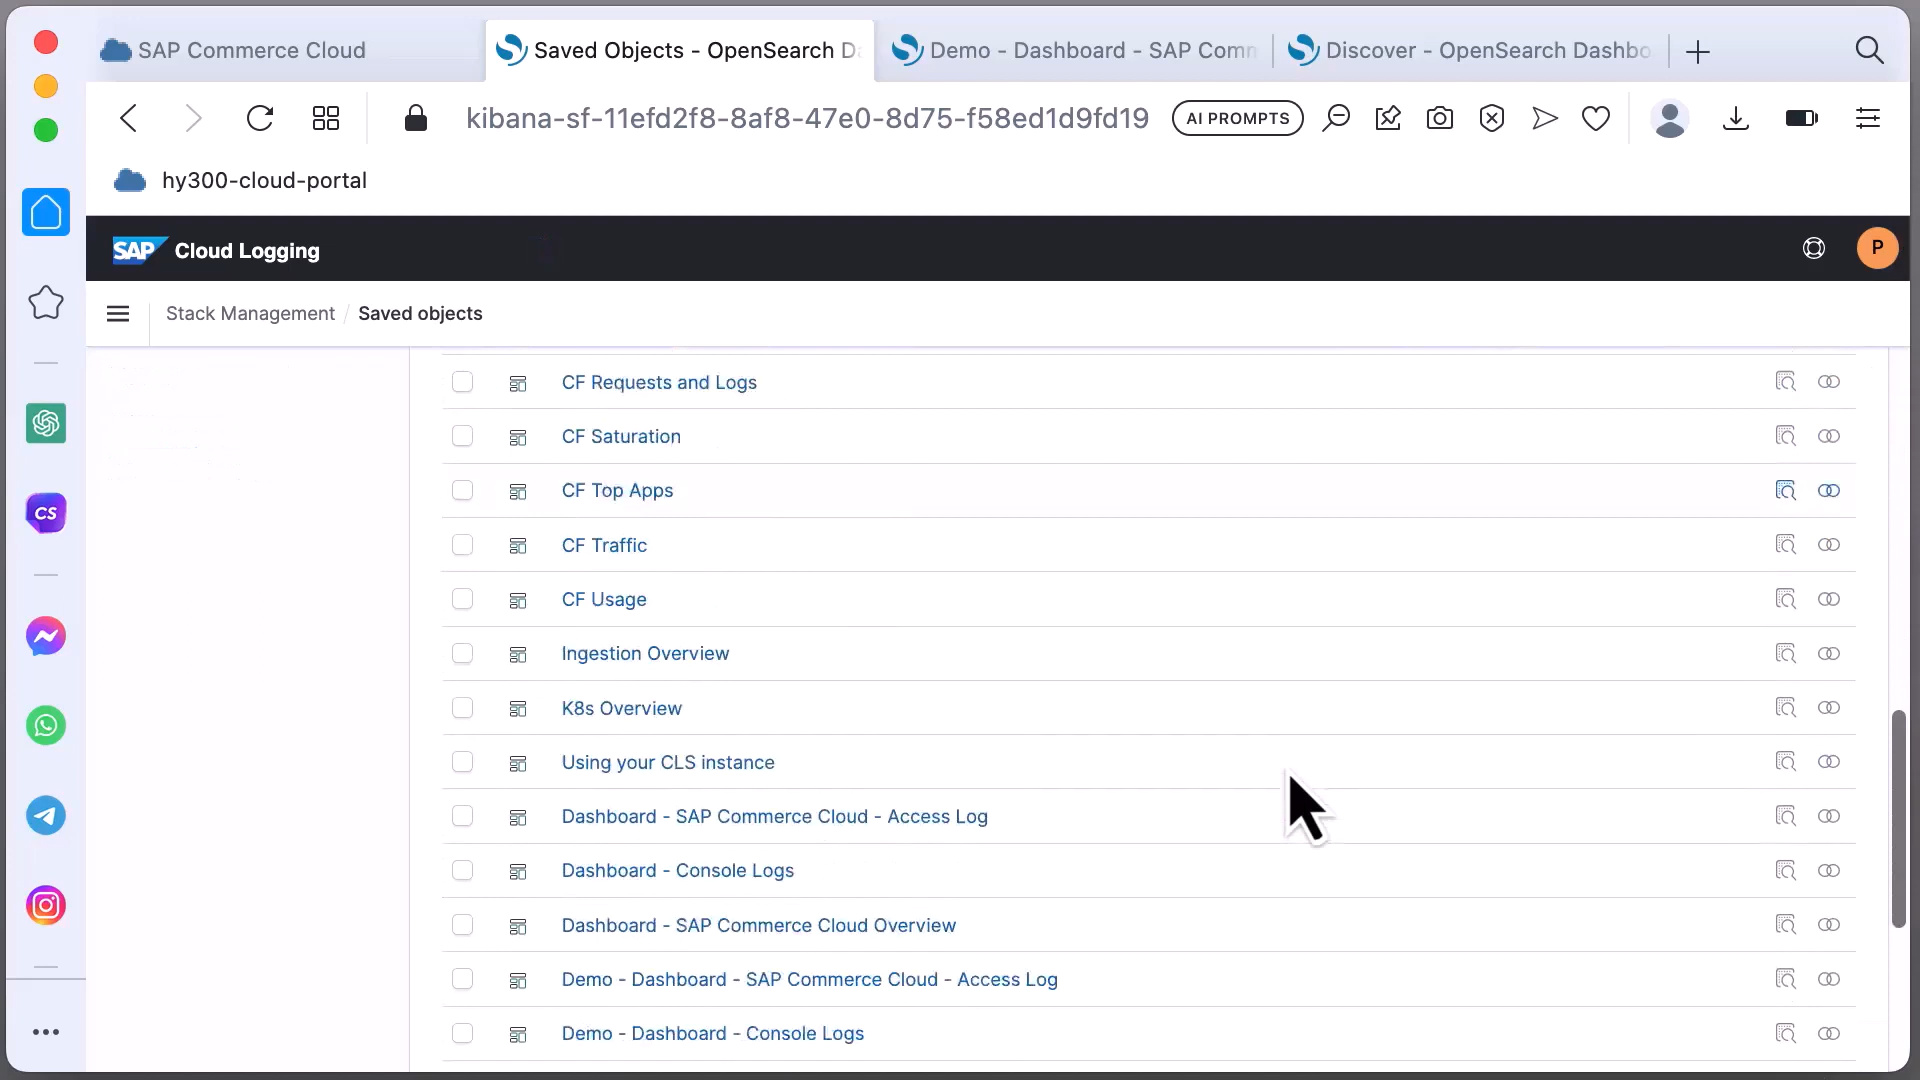 SAP Commerce Cloud
Saved Objects - OpenSearch Da
Demo - Dashboard - SAP Comm
Discover - OpenSearch Dashbo
kibana-sf-11efd2f8-8af8-47e0-8d75-f58ed1d9fd19
AI PROMPTS
hy300-cloud-portal
SAP Cloud Logging
P
Stack Management / Saved objects
CF Requests and Logs
CF Saturation
CF Top Apps
CS
CF Traffic
CF Usage
Ingestion Overview
K8s Overview
Using your CLS instance
Dashboard - SAP Commerce Cloud - Access Log
Dashboard - Console Logs
Dashboard - SAP Commerce Cloud Overview
Demo - Dashboard - SAP Commerce Cloud - Access Log
Demo - Dashboard - Console Logs